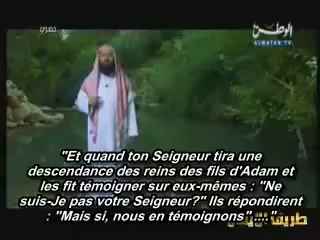 حصري
الوطن
ALWATAN TV
"Et quand ton Seigneur tira une
descendance des reins des fils d'Adam et
les fit témoigner sur eux-mêmes : "Ne
suis-Je pas votre Seigneur?" Ils répondirent
: "Mais si, nous en témoignons" ...."